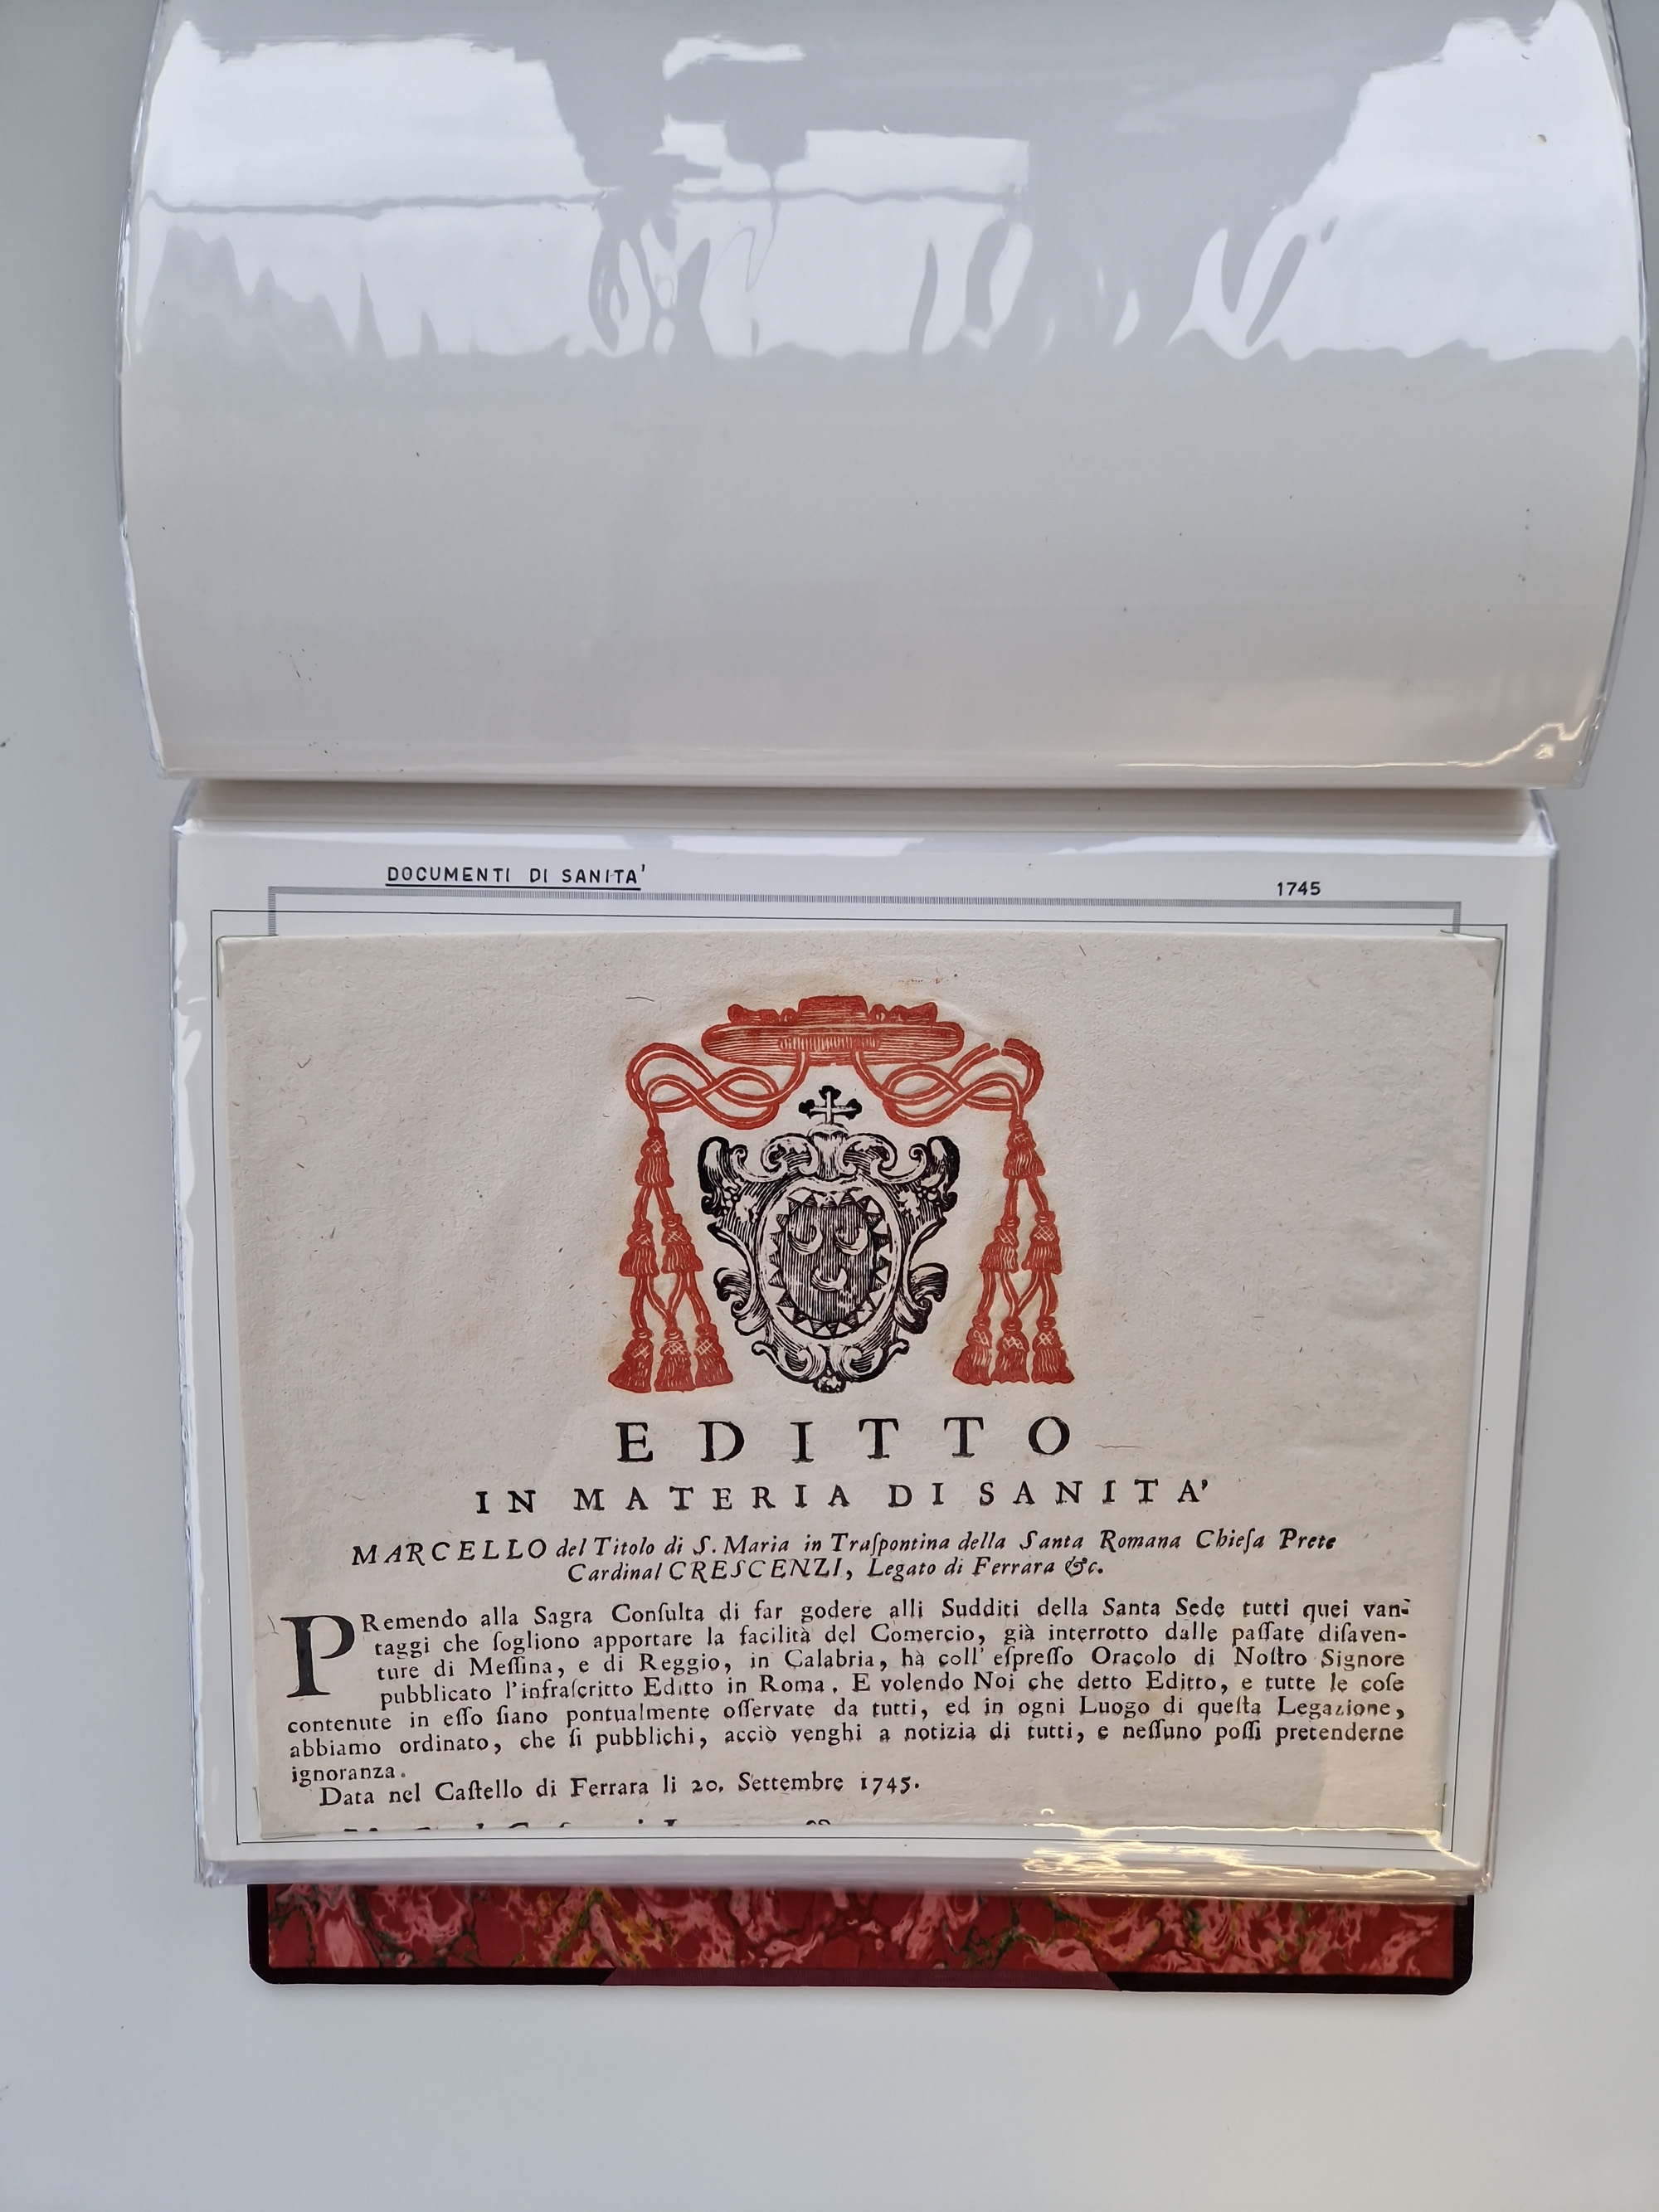 DOCUMENTI DI SANITA'
1745
EDITTO
IN MATERIA DI SANITA'
MARCELLO del Titolo di S. Maria in Traſpontina della Santa Romana Chieſa Prete
Cardinal CRESCENZI, Legato di Ferrara &c.
PRemendo alla Sagra Conſulta di far godere alli Sudditi della Santa Sede tutti quei van-
taggi che ſogliono apportare la facilità del Comercio, già interrotto dalle paſſate diſaven-
ture di Meſſina, e di Reggio, in Calabria, hà coll' eſpreſſo Oracolo di Noſtro Signore
pubblicato l'infraſcritto Editto in Roma. E volendo Noi che detto Editto, e tutte le coſe
contenute in eſſo ſiano pontualmente oſſervate da tutti, ed in ogni Luogo di queſta Legazione,
abbiamo ordinato, che ſi pubblichi, acciò venghi a notizia di tutti, e neſſuno poſſi pretenderne
ignoranza.
Data nel Caſtello di Ferrara li 20. Settembre 1745.